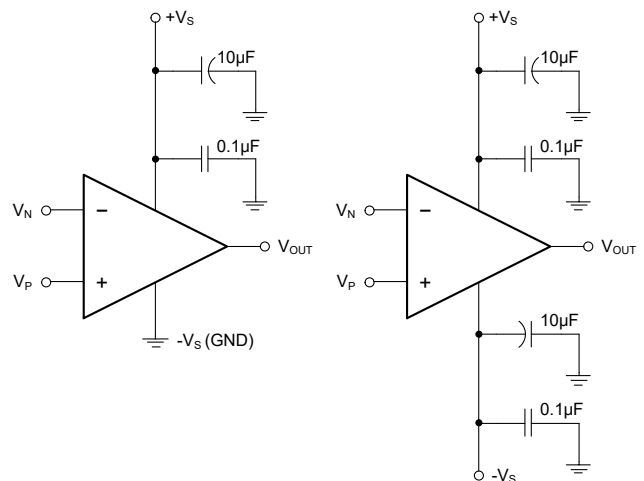 +VS
10µF
0.1µF
VN
−
VP
+
VOUT
-VS (GND)
+VS
10µF
0.1µF
VN
−
VP
+
VOUT
10µF
0.1µF
-VS